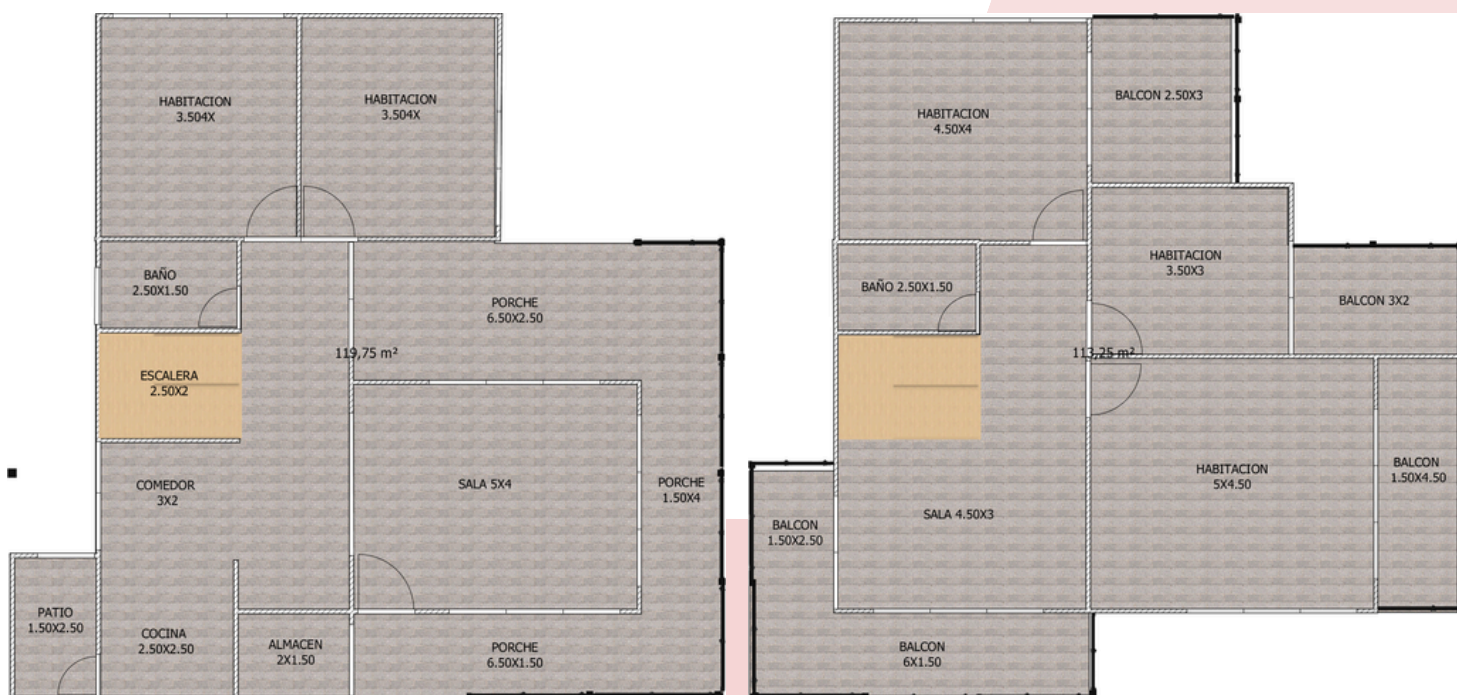 HABITACION
3.504X
HABITACION
3.504X
BAÑO
2.50X1.50
PORCHE
6.50X2.50
119,75 m²
ESCALERA
2.50X2
COMEDOR
3X2
SALA 5X4
PORCHE
1.50X4
PATIO
1.50X2.50
COCINA
2.50X2.50
ALMACEN
2X1.50
PORCHE
6.50X1.50
HABITACION
4.50X4
BALCON 2.50X3
HABITACION
3.50X3
BAÑO 2.50X1.50
BALCON 3X2
113,25 m²
HABITACION
5X4.50
BALCON
1.50X4.50
SALA 4.50X3
BALCON
1.50X2.50
BALCON
6X1.50